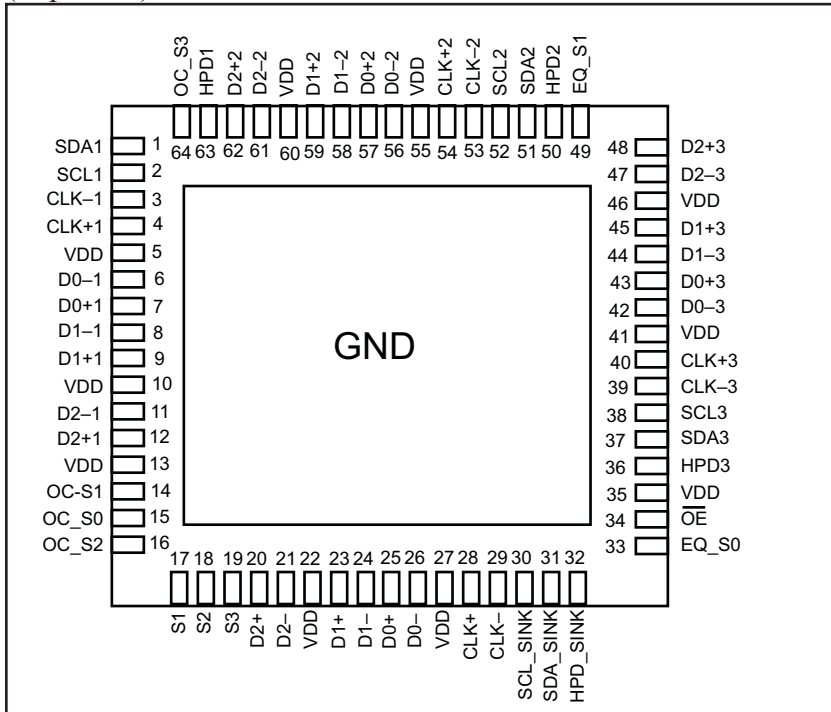 OC_S3 HPD1 D2+2 D2–2 VDD D1+2 D1–2 D0+2 D0–2 VDD CLK+2 CLK–2 SCL2 SDA2 HPD2 EQ_S1
64 63 62 61 60 59 58 57 56 55 54 53 52 51 50 49
SDA1 1
SCL1 2
CLK–1 3
CLK+1 4
VDD 5
D0–1 6
D0+1 7
D1–1 8
D1+1 9
VDD 10
D2–1 11
D2+1 12
VDD 13
OC-S1 14
OC_S0 15
OC_S2 16
GND
48 D2+3
47 D2–3
46 VDD
45 D1+3
44 D1–3
43 D0+3
42 D0–3
41 VDD
40 CLK+3
39 CLK–3
38 SCL3
37 SDA3
36 HPD3
35 VDD
34 OE
33 EQ_S0
17 18 19 20 21 22 23 24 25 26 27 28 29 30 31 32
S1 S2 S3 D2+ D2– VDD D1+ D1– D0+ D0– VDD CLK+ CLK– SCL_SINK SDA_SINK HPD_SINK